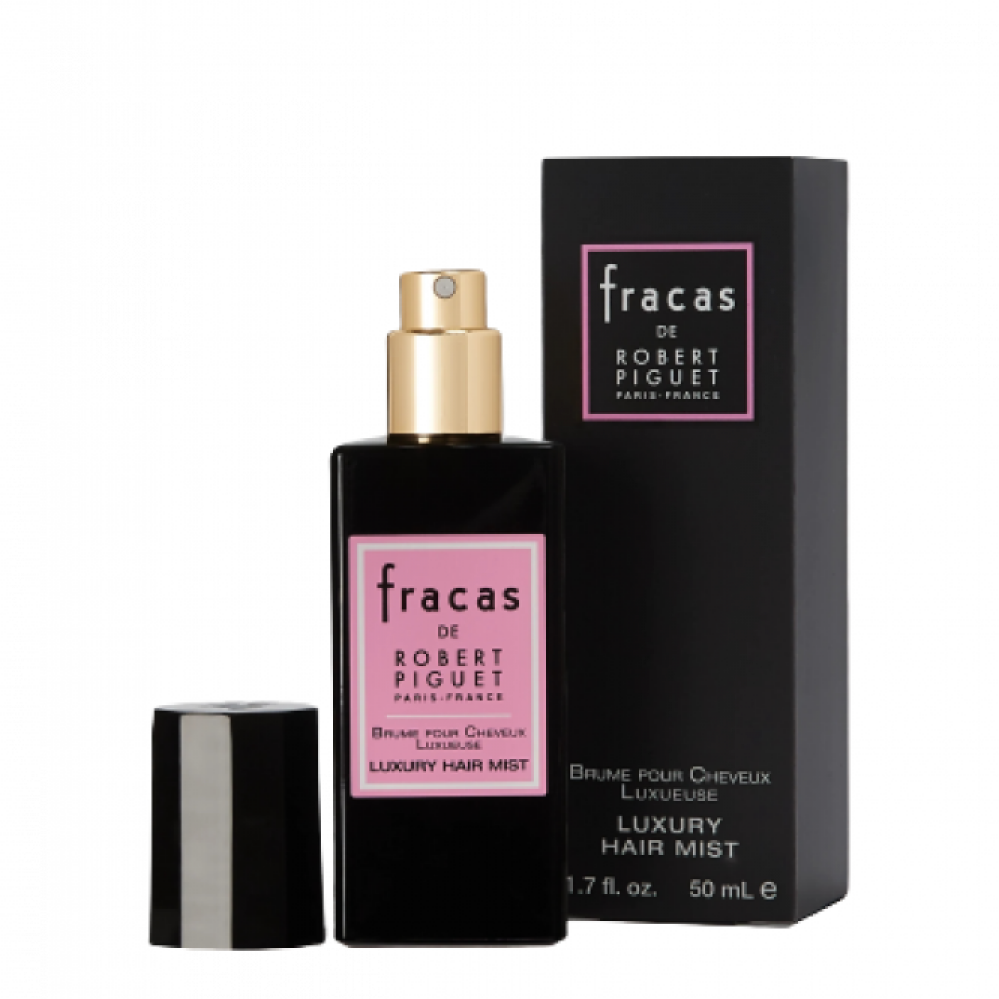 fracas
DE
ROBERT
PIGUET
PARIS-FRANCE
BRUME POUR CHEVEUX
LUXUEUSE
LUXURY HAIR MIST
fracas
DE
ROBERT
PIGUET
PARIS-FRANCE
BRUME POUR CHEVEUX
LUXUEUSE
LUXURY
HAIR MIST
1.7 fl. oz. 50 mL e